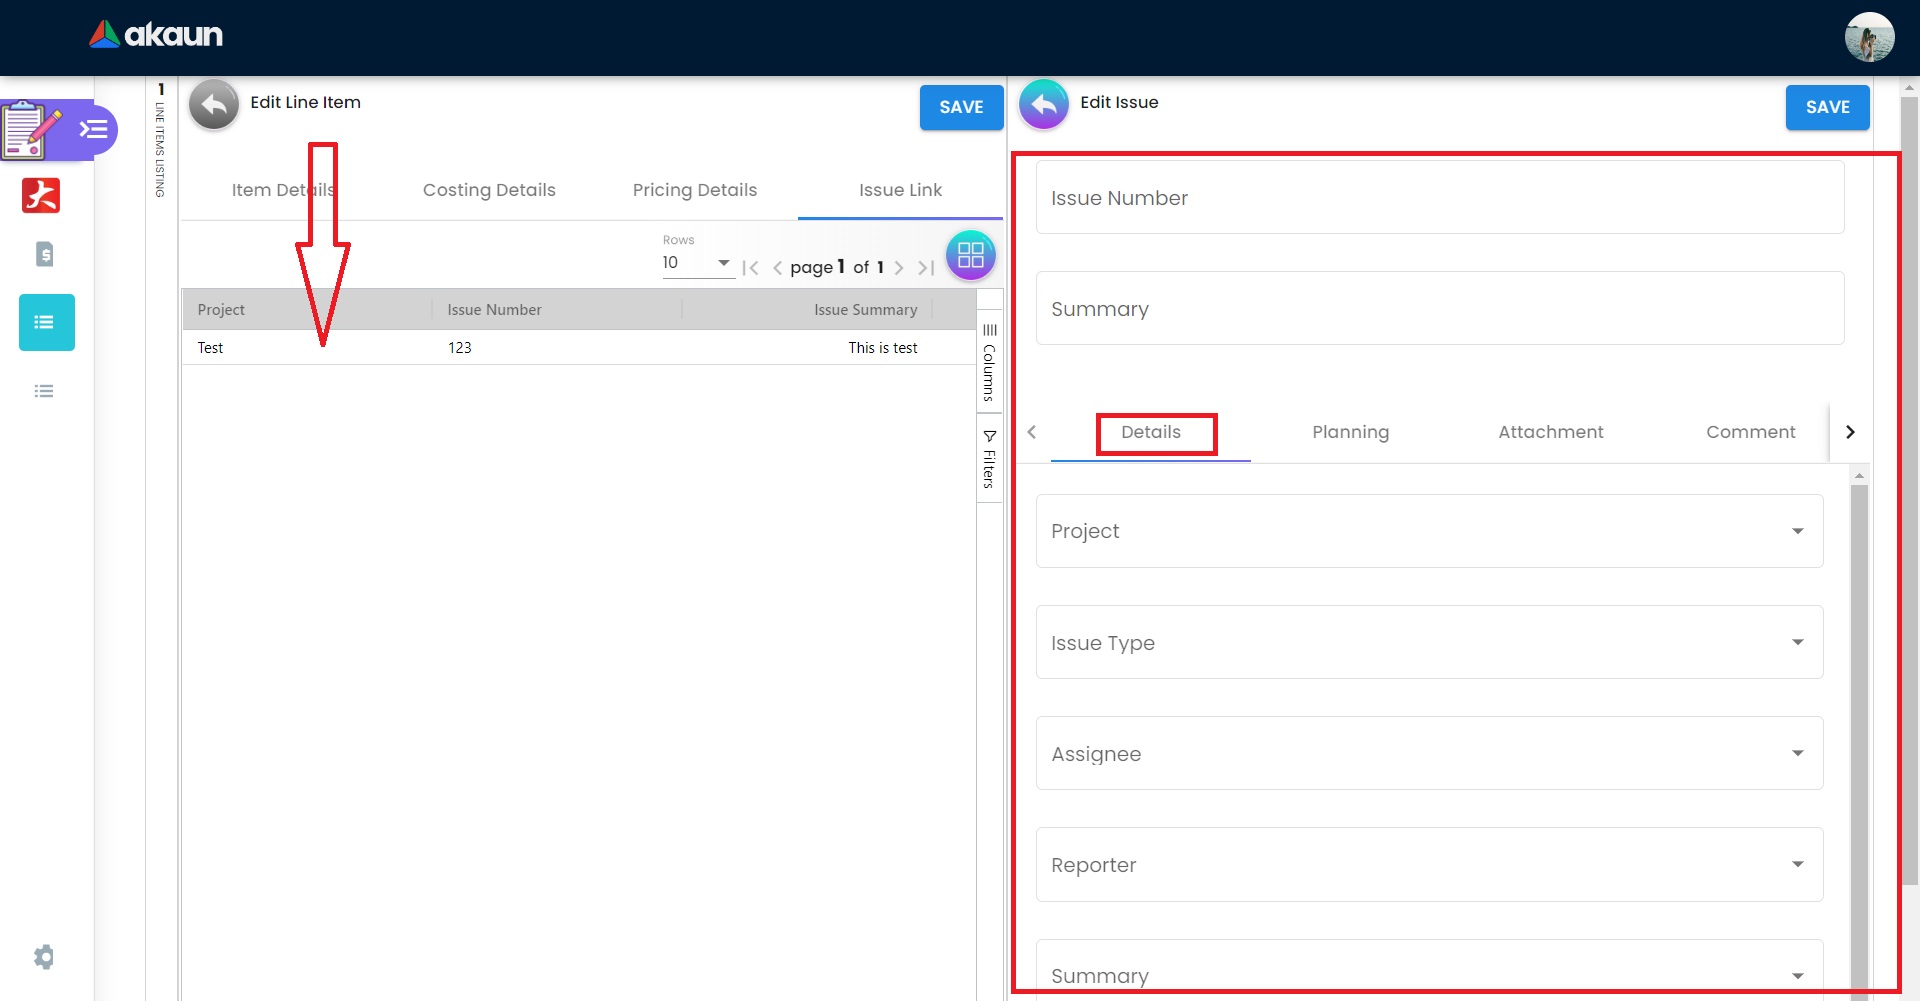 akaun
1 LINE ITEMS LISTING
Edit Line Item
SAVE
Item Details Costing Details Pricing Details Issue Link
Rows
10
page 1 of 1
Project Issue Number Issue Summary
Test 123 This is test
Columns
Filters
Edit Issue
SAVE
Issue Number
Summary
Details Planning Attachment Comment
Project
Issue Type
Assignee
Reporter
Summary